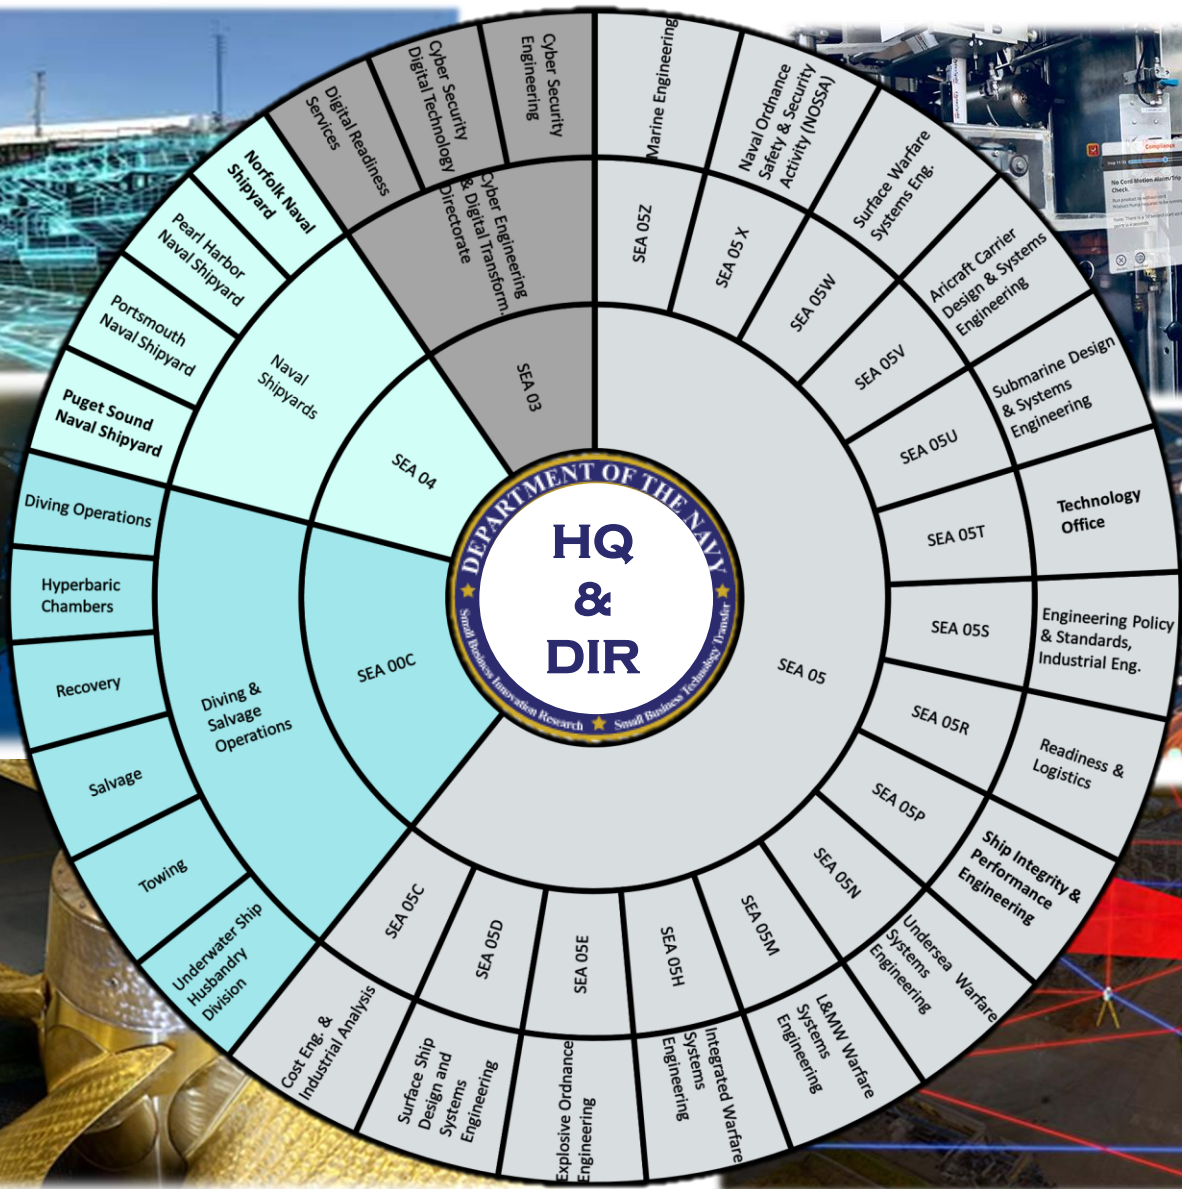 DEPARTMENT OF THE NAVY
HQ
&
DIR
Small Business Innovation Research ★ Small Business Technology Transfer
SEA 05
SEA 05Z
Marine Engineering
SEA 05 X
Naval Ordnance
Safety & Security
Activity (NOSSA)
SEA 05W
Surface Warfare
Systems Eng.
SEA 05V
Aricraft Carrier
Design & Systems
Engineering
SEA 05U
Submarine Design
& Systems
Engineering
SEA 05T
Technology
Office
SEA 05S
Engineering Policy
& Standards,
Industrial Eng.
SEA 05R
Readiness &
Logistics
SEA 05P
Ship Integrity &
Performance
Engineering
SEA 05N
Undersea Warfare
Systems
Engineering
SEA 05M
L&MW Warfare
Systems
Engineering
SEA 05H
Integrated Warfare
Systems
Engineering
SEA 05E
Explosive Ordnance
Engineering
SEA 05D
Surface Ship
Design and
Systems
Engineering
SEA 05C
Cost Eng. &
Industrial Analysis
SEA 00C
Diving &
Salvage
Operations
Underwater Ship
Husbandry
Division
Towing
Salvage
Recovery
Hyperbaric
Chambers
Diving Operations
SEA 04
Naval
Shipyards
Puget Sound
Naval Shipyard
Portsmouth
Naval Shipyard
Pearl Harbor
Naval Shipyard
Norfolk Naval
Shipyard
SEA 03
Cyber Engineering
& Digital Transform.
Directorate
Digital Readiness
Services
Cyber Security
Digital Technology
Cyber Security
Engineering
Compliance
No Cord Motion Alarm/Trip
Check.